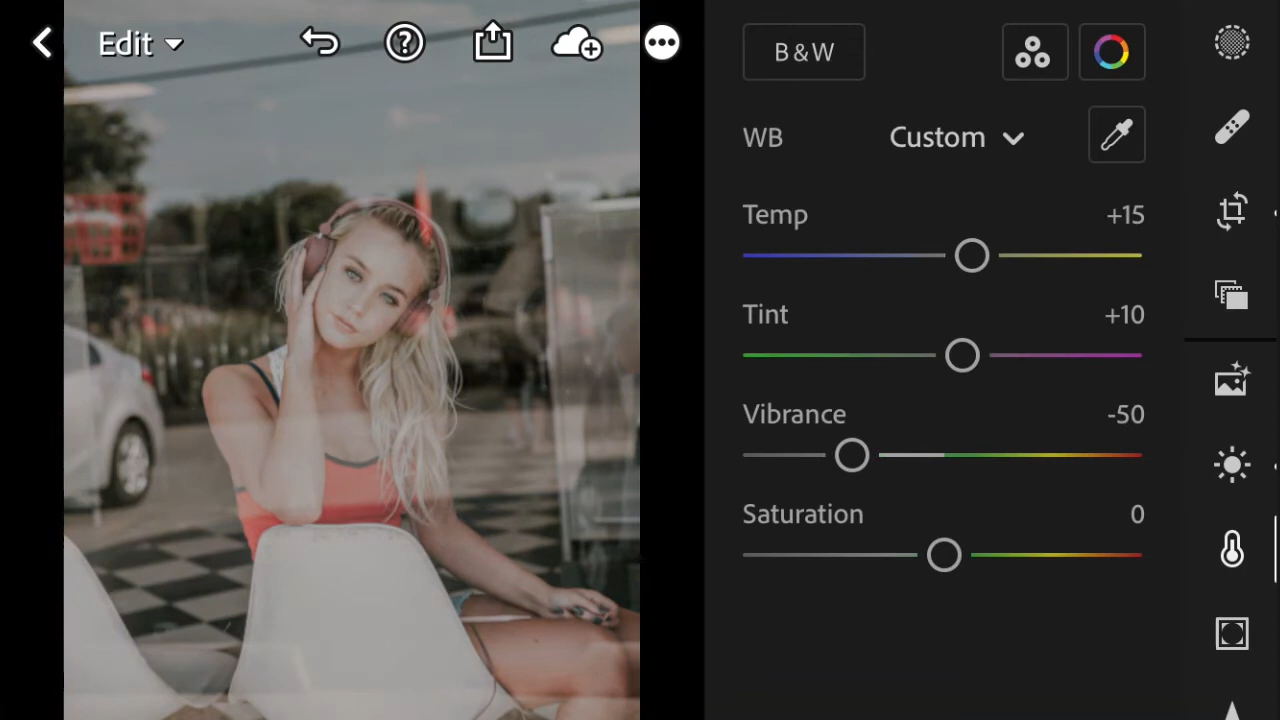 Edit
B&W
WB Custom
Temp +15
Tint +10
Vibrance -50
Saturation 0